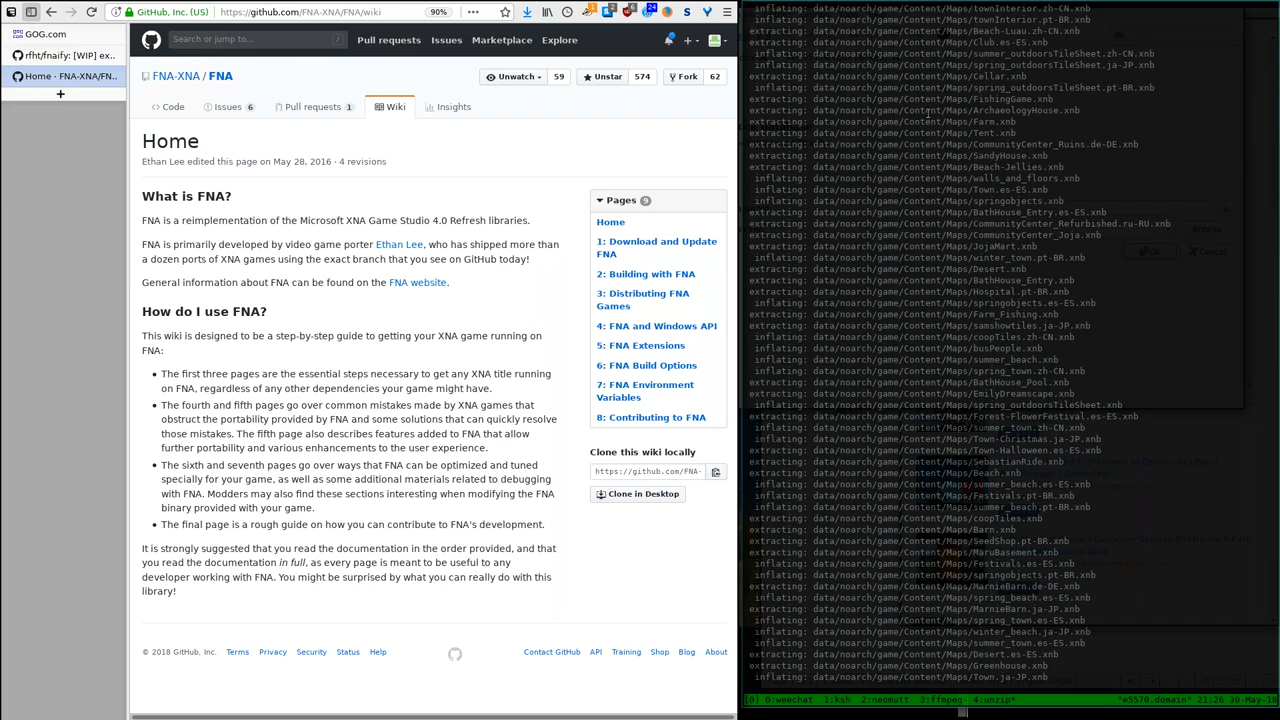 GitHub, Inc. (US)
https://github.com/FNA-XNA/FNA/wiki
90%
GOG.com
rfht/fnaify: [WIP] ex..
Home · FNA-XNA/FN..
+
Search or jump to...
/
Pull requests
Issues
Marketplace
Explore
FNA-XNA / FNA
Unwatch
59
Unstar
574
Fork
62
Code
Issues 6
Pull requests 1
Wiki
Insights
Home
Ethan Lee edited this page on May 28, 2016 · 4 revisions
What is FNA?
FNA is a reimplementation of the Microsoft XNA Game Studio 4.0 Refresh libraries.
FNA is primarily developed by video game porter Ethan Lee, who has shipped more than
a dozen ports of XNA games using the exact branch that you see on GitHub today!
General information about FNA can be found on the FNA website.
How do I use FNA?
This wiki is designed to be a step-by-step guide to getting your XNA game running on
FNA:
• The first three pages are the essential steps necessary to get any XNA title running
on FNA, regardless of any other dependencies your game might have.
• The fourth and fifth pages go over common mistakes made by XNA games that
obstruct the portability provided by FNA and some solutions that can quickly resolve
those mistakes. The fifth page also describes features added to FNA that allow
further portability and various enhancements to the user experience.
• The sixth and seventh pages go over ways that FNA can be optimized and tuned
specially for your game, as well as some additional materials related to debugging
with FNA. Modders may also find these sections interesting when modifying the FNA
binary provided with your game.
• The final page is a rough guide on how you can contribute to FNA's development.
It is strongly suggested that you read the documentation in the order provided, and that
you read the documentation in full, as every page is meant to be useful to any
developer working with FNA. You might be surprised by what you can really do with this
library!
Pages 9
Home
1: Download and Update
FNA
2: Building with FNA
3: Distributing FNA
Games
4: FNA and Windows API
5: FNA Extensions
6: FNA Build Options
7: FNA Environment
Variables
8: Contributing to FNA
Clone this wiki locally
https://github.com/FNA-
Clone in Desktop
© 2018 GitHub, Inc.
Terms
Privacy
Security
Status
Help
Contact GitHub
API
Training
Shop
Blog
About
inflating: data/noarch/game/Content/Maps/townInterior.zh-CN.xnb
inflating: data/noarch/game/Content/Maps/townInterior.pt-BR.xnb
extracting: data/noarch/game/Content/Maps/Beach-Luau.zh-CN.xnb
extracting: data/noarch/game/Content/Maps/Club.es-ES.xnb
inflating: data/noarch/game/Content/Maps/summer_outdoorsTileSheet.zh-CN.xnb
inflating: data/noarch/game/Content/Maps/spring_outdoorsTileSheet.ja-JP.xnb
extracting: data/noarch/game/Content/Maps/Cellar.xnb
inflating: data/noarch/game/Content/Maps/spring_outdoorsTileSheet.pt-BR.xnb
extracting: data/noarch/game/Content/Maps/FishingGame.xnb
extracting: data/noarch/game/Content/Maps/ArchaeologyHouse.xnb
extracting: data/noarch/game/Content/Maps/Farm.xnb
extracting: data/noarch/game/Content/Maps/Tent.xnb
extracting: data/noarch/game/Content/Maps/CommunityCenter_Ruins.de-DE.xnb
extracting: data/noarch/game/Content/Maps/SandyHouse.xnb
extracting: data/noarch/game/Content/Maps/Beach-Jellies.xnb
inflating: data/noarch/game/Content/Maps/walls_and_floors.xnb
extracting: data/noarch/game/Content/Maps/Town.es-ES.xnb
inflating: data/noarch/game/Content/Maps/springobjects.xnb
extracting: data/noarch/game/Content/Maps/BathHouse_Entry.es-ES.xnb
extracting: data/noarch/game/Content/Maps/CommunityCenter_Refurbished.ru-RU.xnb
extracting: data/noarch/game/Content/Maps/CommunityCenter_Joja.xnb
extracting: data/noarch/game/Content/Maps/JojaMart.xnb
inflating: data/noarch/game/Content/Maps/winter_town.pt-BR.xnb
extracting: data/noarch/game/Content/Maps/Desert.xnb
extracting: data/noarch/game/Content/Maps/BathHouse_Entry.xnb
extracting: data/noarch/game/Content/Maps/Hospital.pt-BR.xnb
inflating: data/noarch/game/Content/Maps/springobjects.es-ES.xnb
extracting: data/noarch/game/Content/Maps/Farm_Fishing.xnb
extracting: data/noarch/game/Content/Maps/samshowtiles.ja-JP.xnb
inflating: data/noarch/game/Content/Maps/coopTiles.zh-CN.xnb
extracting: data/noarch/game/Content/Maps/busPeople.xnb
inflating: data/noarch/game/Content/Maps/summer_beach.xnb
inflating: data/noarch/game/Content/Maps/spring_town.zh-CN.xnb
extracting: data/noarch/game/Content/Maps/BathHouse_Pool.xnb
extracting: data/noarch/game/Content/Maps/EmilyDreamscape.xnb
inflating: data/noarch/game/Content/Maps/spring_outdoorsTileSheet.xnb
extracting: data/noarch/game/Content/Maps/Forest-FlowerFestival.es-ES.xnb
inflating: data/noarch/game/Content/Maps/summer_town.zh-CN.xnb
extracting: data/noarch/game/Content/Maps/Town-Christmas.ja-JP.xnb
extracting: data/noarch/game/Content/Maps/Town-Halloween.es-ES.xnb
extracting: data/noarch/game/Content/Maps/SebastianRide.xnb
extracting: data/noarch/game/Content/Maps/Beach.xnb
inflating: data/noarch/game/Content/Maps/summer_beach.es-ES.xnb
inflating: data/noarch/game/Content/Maps/Festivals.pt-BR.xnb
inflating: data/noarch/game/Content/Maps/summer_beach.pt-BR.xnb
inflating: data/noarch/game/Content/Maps/coopTiles.xnb
extracting: data/noarch/game/Content/Maps/Barn.xnb
extracting: data/noarch/game/Content/Maps/SeedShop.pt-BR.xnb
extracting: data/noarch/game/Content/Maps/MaruBasement.xnb
inflating: data/noarch/game/Content/Maps/Festivals.es-ES.xnb
inflating: data/noarch/game/Content/Maps/springobjects.pt-BR.xnb
extracting: data/noarch/game/Content/Maps/MarnieBarn.de-DE.xnb
inflating: data/noarch/game/Content/Maps/spring_beach.es-ES.xnb
extracting: data/noarch/game/Content/Maps/MarnieBarn.ja-JP.xnb
inflating: data/noarch/game/Content/Maps/spring_town.es-ES.xnb
inflating: data/noarch/game/Content/Maps/winter_beach.ja-JP.xnb
inflating: data/noarch/game/Content/Maps/summer_town.es-ES.xnb
extracting: data/noarch/game/Content/Maps/Desert.es-ES.xnb
extracting: data/noarch/game/Content/Maps/Greenhouse.xnb
inflating: data/noarch/game/Content/Maps/Town.ja-JP.xnb
Browse
OK
Cancel
[0] 0:weechat 1:ksh 2:neomutt 3:ffmpeg- 4:unzip*
"e5570.domain" 21:26 30-May-18